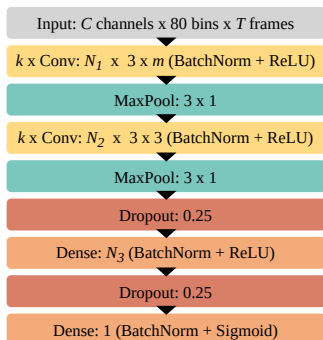 Input: C channels x 80 bins x T frames
k x Conv: N₁ x 3 x m (BatchNorm + ReLU)
MaxPool: 3 x 1
k x Conv: N₂ x 3 x 3 (BatchNorm + ReLU)
MaxPool: 3 x 1
Dropout: 0.25
Dense: N₃ (BatchNorm + ReLU)
Dropout: 0.25
Dense: 1 (BatchNorm + Sigmoid)